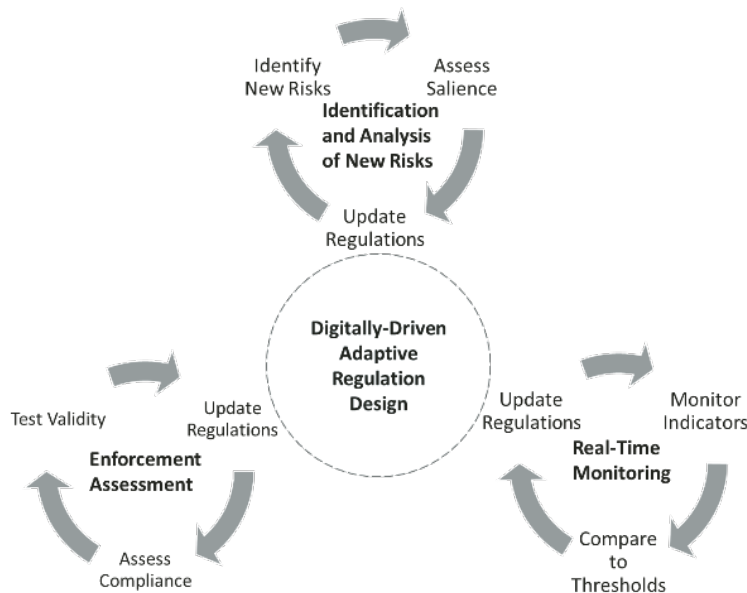 Identify
New Risks
Assess
Salience
Identification
and Analysis
of New Risks
Update
Regulations
Digitally-Driven
Adaptive
Regulation
Design
Test Validity
Update
Regulations
Enforcement
Assessment
Assess
Compliance
Update
Regulations
Monitor
Indicators
Real-Time
Monitoring
Compare
to
Thresholds